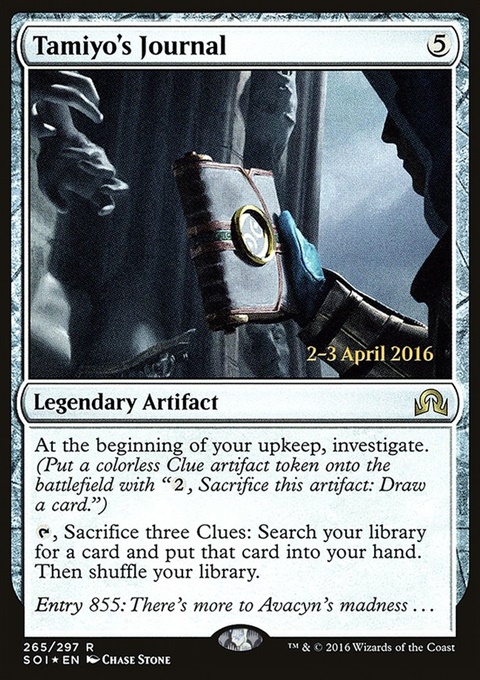 Tamiyo's Journal 5
2–3 April 2016
Legendary Artifact
At the beginning of your upkeep, investigate.
(Put a colorless Clue artifact token onto the
battlefield with “2, Sacrifice this artifact: Draw
a card.”)
, Sacrifice three Clues: Search your library
for a card and put that card into your hand.
Then shuffle your library.
Entry 855: There's more to Avacyn's madness . . .
265/297 R
™ & © 2016 Wizards of the Coast
SOI★EN Chase Stone